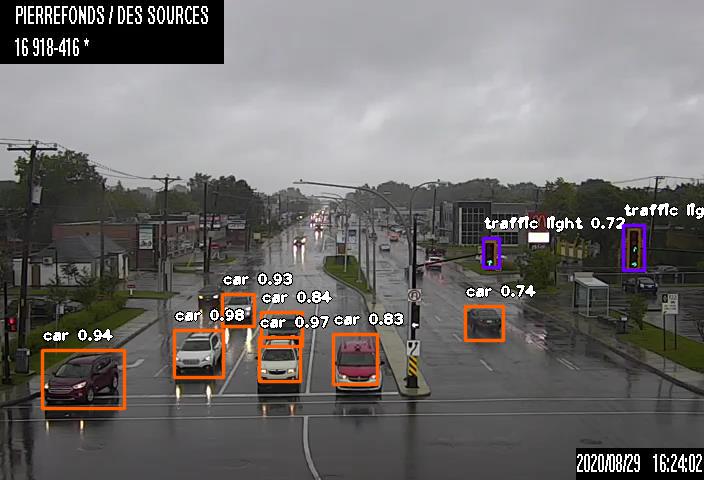 PIERREFONDS / DES SOURCES
16 918-416 *
traffic lig
traffic light 0.72
car 0.93
car 0.74
car 0.84
car 0.98
car 0.97
car 0.83
car 0.94
2020/08/29 16:24:02